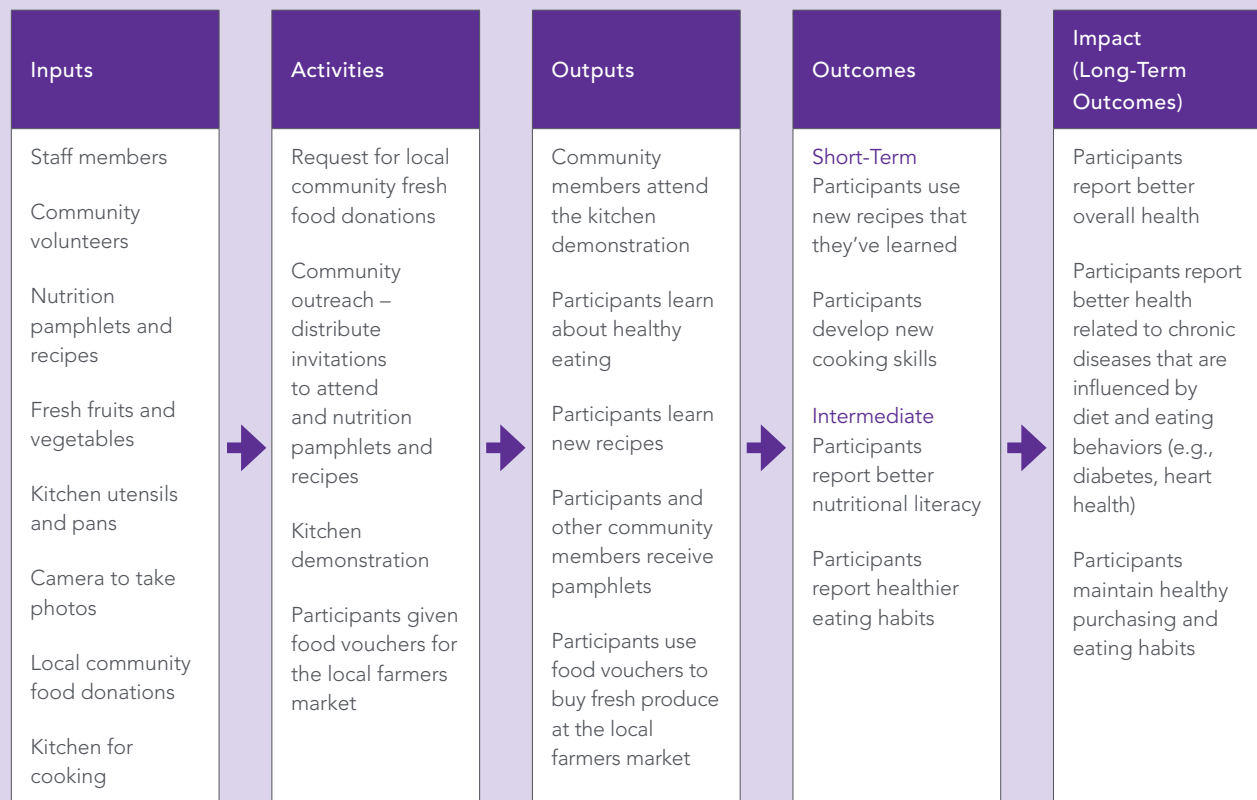 Inputs
Staff members
Community
volunteers
Nutrition
pamphlets and
recipes
Fresh fruits and
vegetables
Kitchen utensils
and pans
Camera to take
photos
Local community
food donations
Kitchen for
cooking
Activities
Request for local
community fresh
food donations
Community
outreach –
distribute
invitations
to attend
and nutrition
pamphlets and
recipes
Kitchen
demonstration
Participants given
food vouchers for
the local farmers
market
Outputs
Community
members attend
the kitchen
demonstration
Participants learn
about healthy
eating
Participants learn
new recipes
Participants and
other community
members receive
pamphlets
Participants use
food vouchers to
buy fresh produce
at the local
farmers market
Outcomes
Short-Term
Participants use
new recipes that
they’ve learned
Participants
develop new
cooking skills
Intermediate
Participants
report better
nutritional literacy
Participants
report healthier
eating habits
Impact
(Long-Term
Outcomes)
Participants
report better
overall health
Participants report
better health
related to chronic
diseases that are
influenced by
diet and eating
behaviors (e.g.,
diabetes, heart
health)
Participants
maintain healthy
purchasing and
eating habits